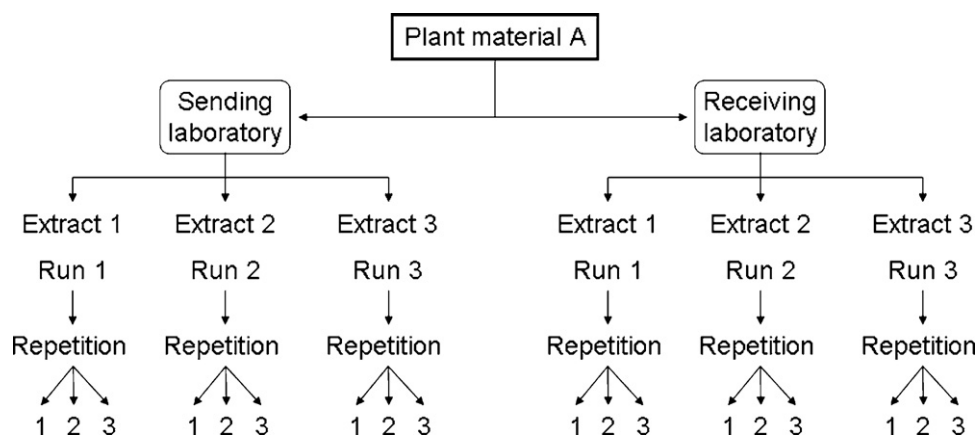 Plant material A
Sending
laboratory
Receiving
laboratory
Extract 1 Extract 2 Extract 3 Extract 1 Extract 2 Extract 3
Run 1 Run 2 Run 3 Run 1 Run 2 Run 3
Repetition Repetition Repetition Repetition Repetition Repetition
1 2 3 1 2 3 1 2 3 1 2 3 1 2 3 1 2 3